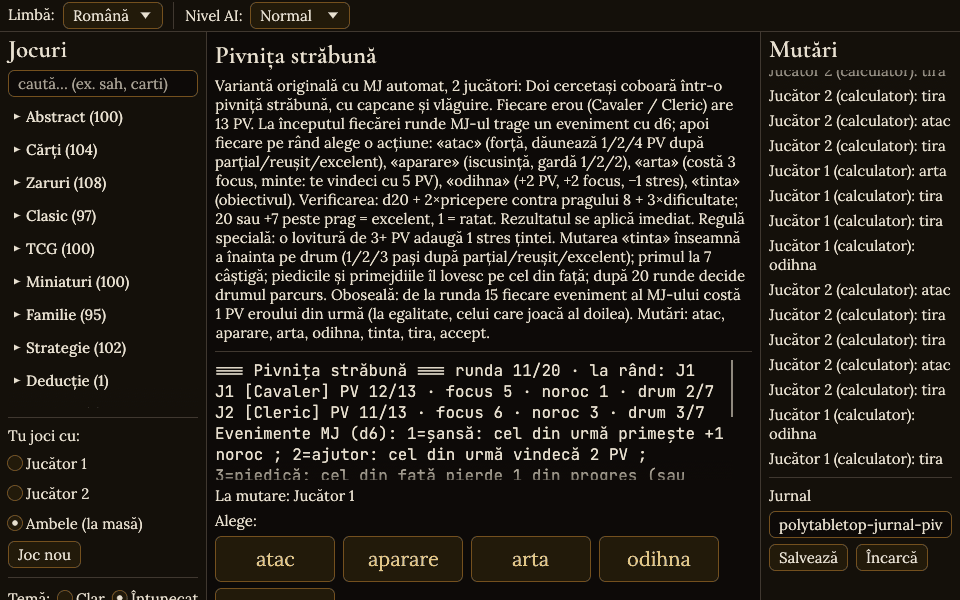 Limbă: Română ▼ Nivel AI: Normal ▼
Jocuri
caută... (ex. sah, carti)
▸ Abstract (100)
▸ Cărți (104)
▸ Zaruri (108)
▸ Clasic (97)
▸ TCG (100)
▸ Miniaturi (100)
▸ Familie (95)
▸ Strategie (102)
▸ Deducție (1)
Tu joci cu:
Jucător 1
Jucător 2
Ambele (la masă)
Joc nou
Temă: Clar Întunecat
Pivnița străbună
Variantă originală cu MJ automat, 2 jucători: Doi cercetași coboară într-o
pivniță străbună, cu capcane și vlăguire. Fiecare erou (Cavaler / Cleric) are
13 PV. La începutul fiecărei runde MJ-ul trage un eveniment cu d6; apoi
fiecare pe rând alege o acțiune: «atac» (forță, dăunează 1/2/4 PV după
parțial/reușit/excelent), «aparare» (iscusință, gardă 1/2/2), «arta» (costă 3
focus, minte: te vindeci cu 5 PV), «odihna» (+2 PV, +2 focus, −1 stres), «tinta»
(obiectivul). Verificarea: d20 + 2×pricepere contra pragului 8 + 3×dificultate;
20 sau +7 peste prag = excelent, 1 = ratat. Rezultatul se aplică imediat. Regulă
specială: o lovitură de 3+ PV adaugă 1 stres țintei. Mutarea «tinta» înseamnă
a înainta pe drum (1/2/3 pași după parțial/reușit/excelent); primul la 7
câștigă; piedicile și primejdiile îl lovesc pe cel din față; după 20 runde decide
drumul parcurs. Oboseală: de la runda 15 fiecare eveniment al MJ-ului costă
1 PV eroului din urmă (la egalitate, celui care joacă al doilea). Mutări: atac,
aparare, arta, odihna, tinta, tira, accept.
═══ Pivnița străbună ═══ runda 11/20 · la rând: J1
J1 [Cavaler] PV 12/13 · focus 5 · noroc 1 · drum 2/7
J2 [Cleric] PV 11/13 · focus 6 · noroc 3 · drum 3/7
Evenimente MJ (d6): 1=șansă: cel din urmă primește +1
noroc ; 2=ajutor: cel din urmă vindecă 2 PV ;
3=piedică: cel din față pierde 1 din progres (sau
La mutare: Jucător 1
Alege:
atac
aparare
arta
odihna
Mutări
Jucător 2 (calculator): tira
Jucător 2 (calculator): tira
Jucător 2 (calculator): atac
Jucător 2 (calculator): tira
Jucător 1 (calculator): arta
Jucător 1 (calculator): tira
Jucător 1 (calculator): tira
Jucător 1 (calculator):
odihna
Jucător 2 (calculator): atac
Jucător 2 (calculator): tira
Jucător 2 (calculator): tira
Jucător 2 (calculator): atac
Jucător 2 (calculator): tira
Jucător 1 (calculator):
odihna
Jucător 1 (calculator): tira
Jurnal
polytabletop-jurnal-piv
Salvează
Încarcă